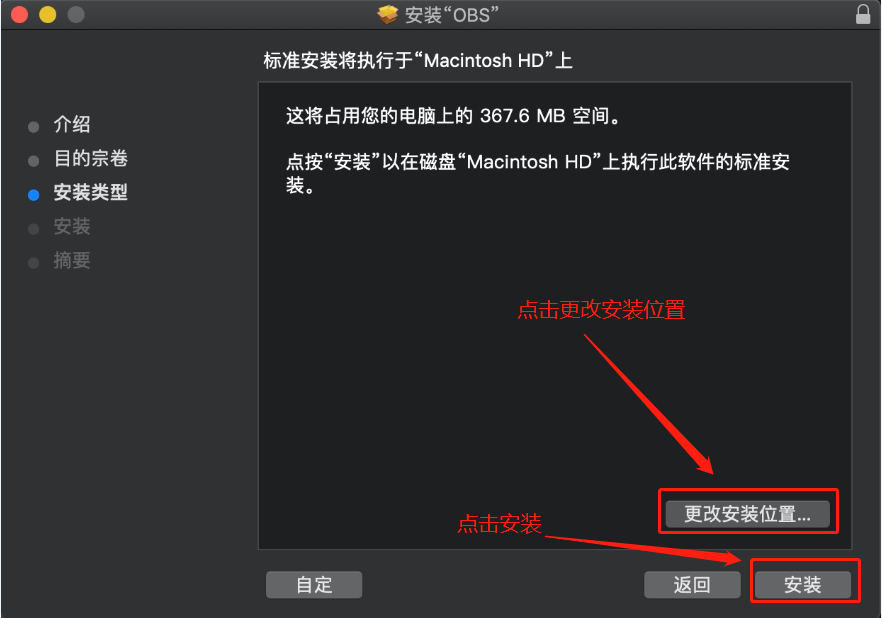 安装“OBS”
标准安装将执行于“Macintosh HD”上
介绍
目的宗卷
安装类型
安装
摘要
这将占用您的电脑上的 367.6 MB 空间。
点按“安装”以在磁盘“Macintosh HD”上执行此软件的标准安
装。
点击更改安装位置
更改安装位置...
点击安装
自定
返回
安装